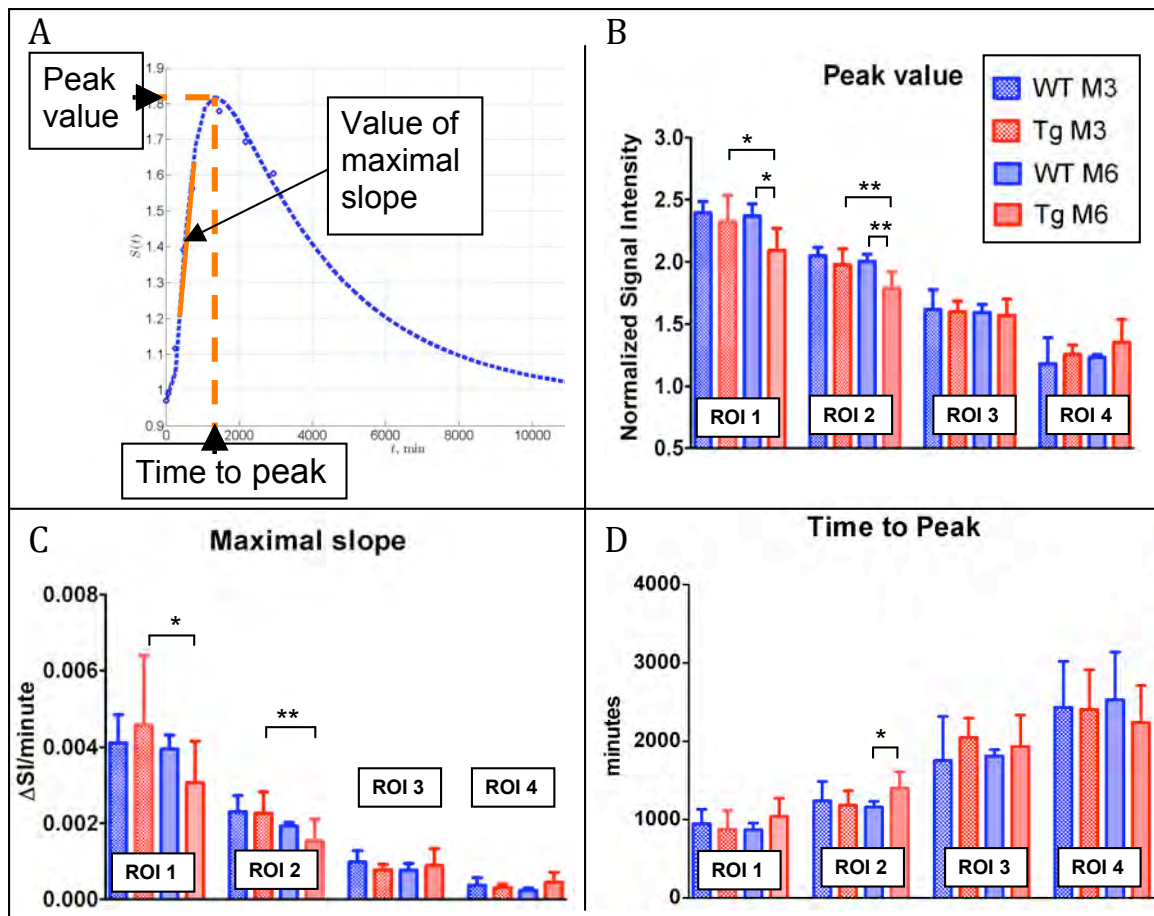 A
Peak
value
Value of
maximal
slope
1.9
1.8
1.7
1.6
1.5
1.4
1.3
1.2
1.1
1
0.9
S(t)
0
2000
4000
6000
8000
10000
t, min
Time to peak
B
Peak value
WT M3
Tg M3
WT M6
Tg M6
Normalized Signal Intensity
3.0
2.5
2.0
1.5
1.0
0.5
*
*
**
**
ROI 1
ROI 2
ROI 3
ROI 4
C
Maximal slope
ΔSI/minute
0.008
0.006
0.004
0.002
0.000
*
**
ROI 3
ROI 4
ROI 1
ROI 2
D
Time to Peak
minutes
4000
3000
2000
1000
0
*
ROI 1
ROI 2
ROI 3
ROI 4